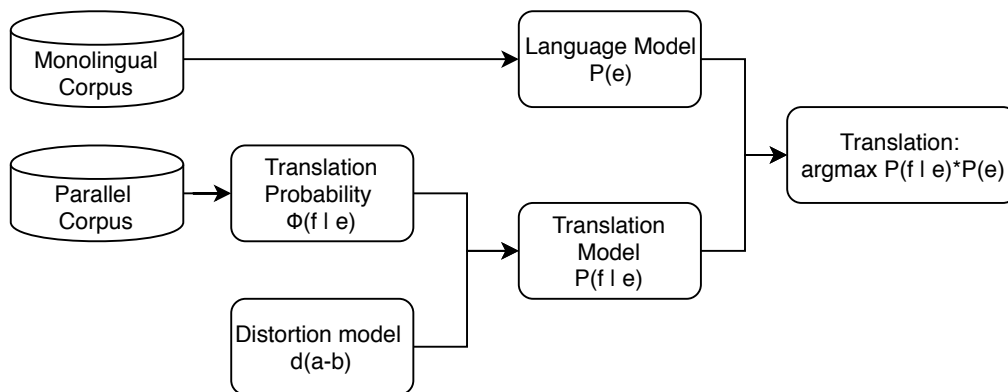 Monolingual
Corpus
Language Model
P(e)
Parallel
Corpus
Translation
Probability
Φ(f | e)
Translation
Model
P(f | e)
Distortion model
d(a-b)
Translation:
argmax P(f | e)*P(e)